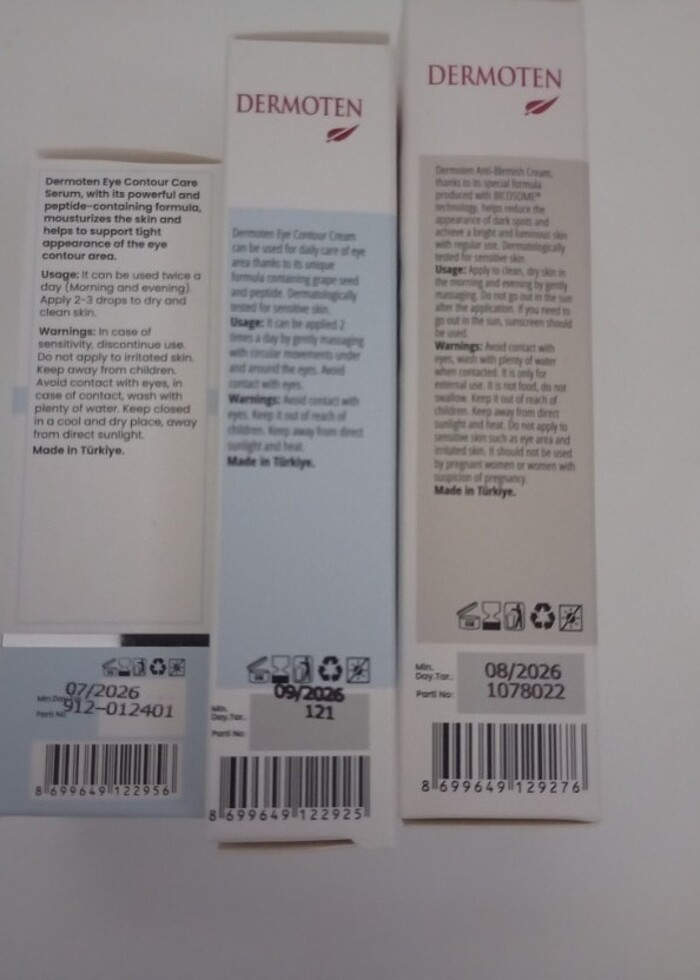 Dermoten Eye Contour Care
Serum, with its powerful and
peptide-containing formula,
mousturizes the skin and
helps to support tight
appearance of the eye
contour area.
Usage: It can be used twice a
day (Morning and evening).
Apply 2-3 drops to dry and
clean skin.
Warnings: In case of
sensitivity, discontinue use.
Do not apply to irritated skin.
Keep away from children.
Avoid contact with eyes, in
case of contact, wash with
plenty of water. Keep closed
in a cool and dry place, away
from direct sunlight.
Made in Türkiye.
07/2026
912-012401
8 699649 122956
DERMOTEN
Dermoten Eye Contour Cream
can be used for daily care of eye
area thanks to its unique
formula containing grape seed
and peptide. Dermatologically
tested for sensitive skin.
Usage: It can be applied 2
times a day by gently massaging
with circular movements under
and around the eyes. Avoid
contact with eyes.
Warnings: Avoid contact with
eyes. Keep it out of reach of
children. Keep away from direct
sunlight and heat.
Made in Türkiye.
09/2026
Min.
Day.Tar.:
121
Parti No:
8 699649 122925
DERMOTEN
Dermoten Anti-Blemish Cream,
thanks to its special formula
produced with BICOSOME™
technology, helps reduce the
appearance of dark spots and
achieve a bright and luminous skin
with regular use. Dermatologically
tested for sensitive skin.
Usage: Apply to clean, dry skin in
the morning and evening by gently
massaging. Do not go out in the sun
after the application. If you need to
go out in the sun, sunscreen should
be used.
Warnings: Avoid contact with
eyes, wash with plenty of water
when contacted. It is only for
external use. It is not food, do not
swallow. Keep it out of reach of
children. Keep away from direct
sunlight and heat. Do not apply to
sensitive skin such as eye area and
irritated skin. It should not be used
by pregnant women or women with
suspicion of pregnancy.
Made in Türkiye.
Min.
Day.Tar.:
08/2026
Parti No:
1078022
8 699649 129276